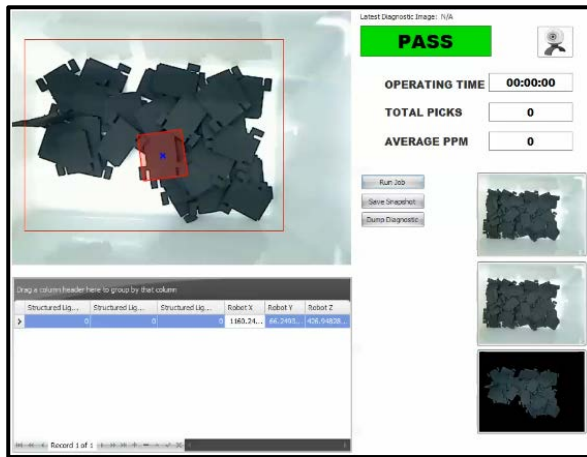 Latest Diagnostic Image: N/A
PASS
OPERATING TIME 00:00:00
TOTAL PICKS 0
AVERAGE PPM 0
Run Job
Save Snapshot
Dump Diagnostic
Drag a column header here to group by that column
Structured Lig... Structured Lig... Structured Lig... Robot X Robot Y Robot Z
0 0 0 1160.24...
Record 1 of 1